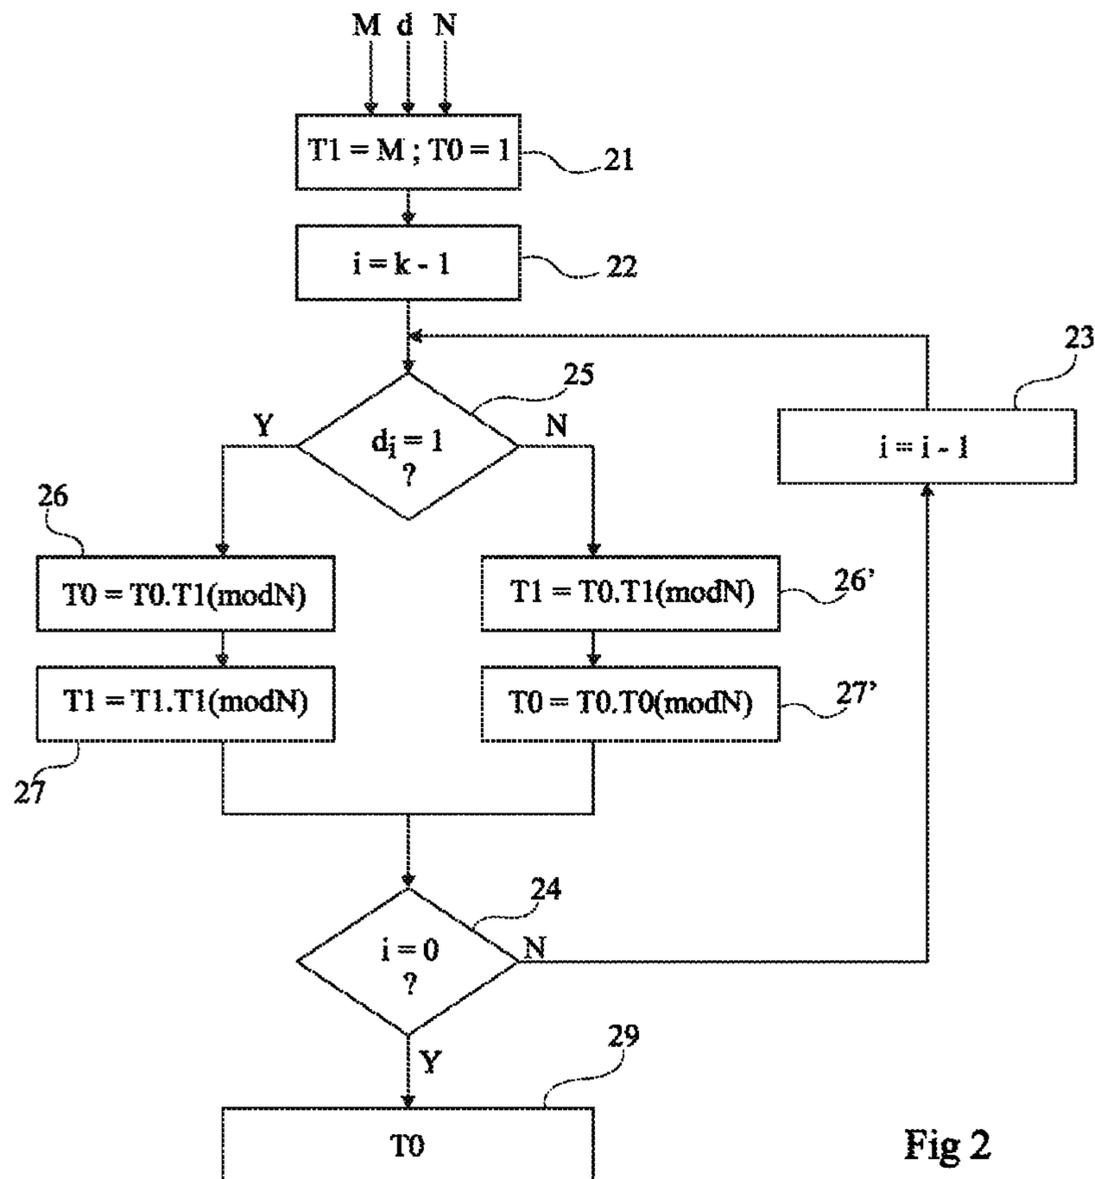 M d N
T1 = M ; T0 = 1
21
i = k - 1
22
23
25
Y
N
di = 1
?
i = i - 1
26
T0 = T0.T1(modN)
T1 = T0.T1(modN)
26'
T1 = T1.T1(modN)
T0 = T0.T0(modN)
27'
27
24
i = 0
?
N
Y
29
T0
Fig 2